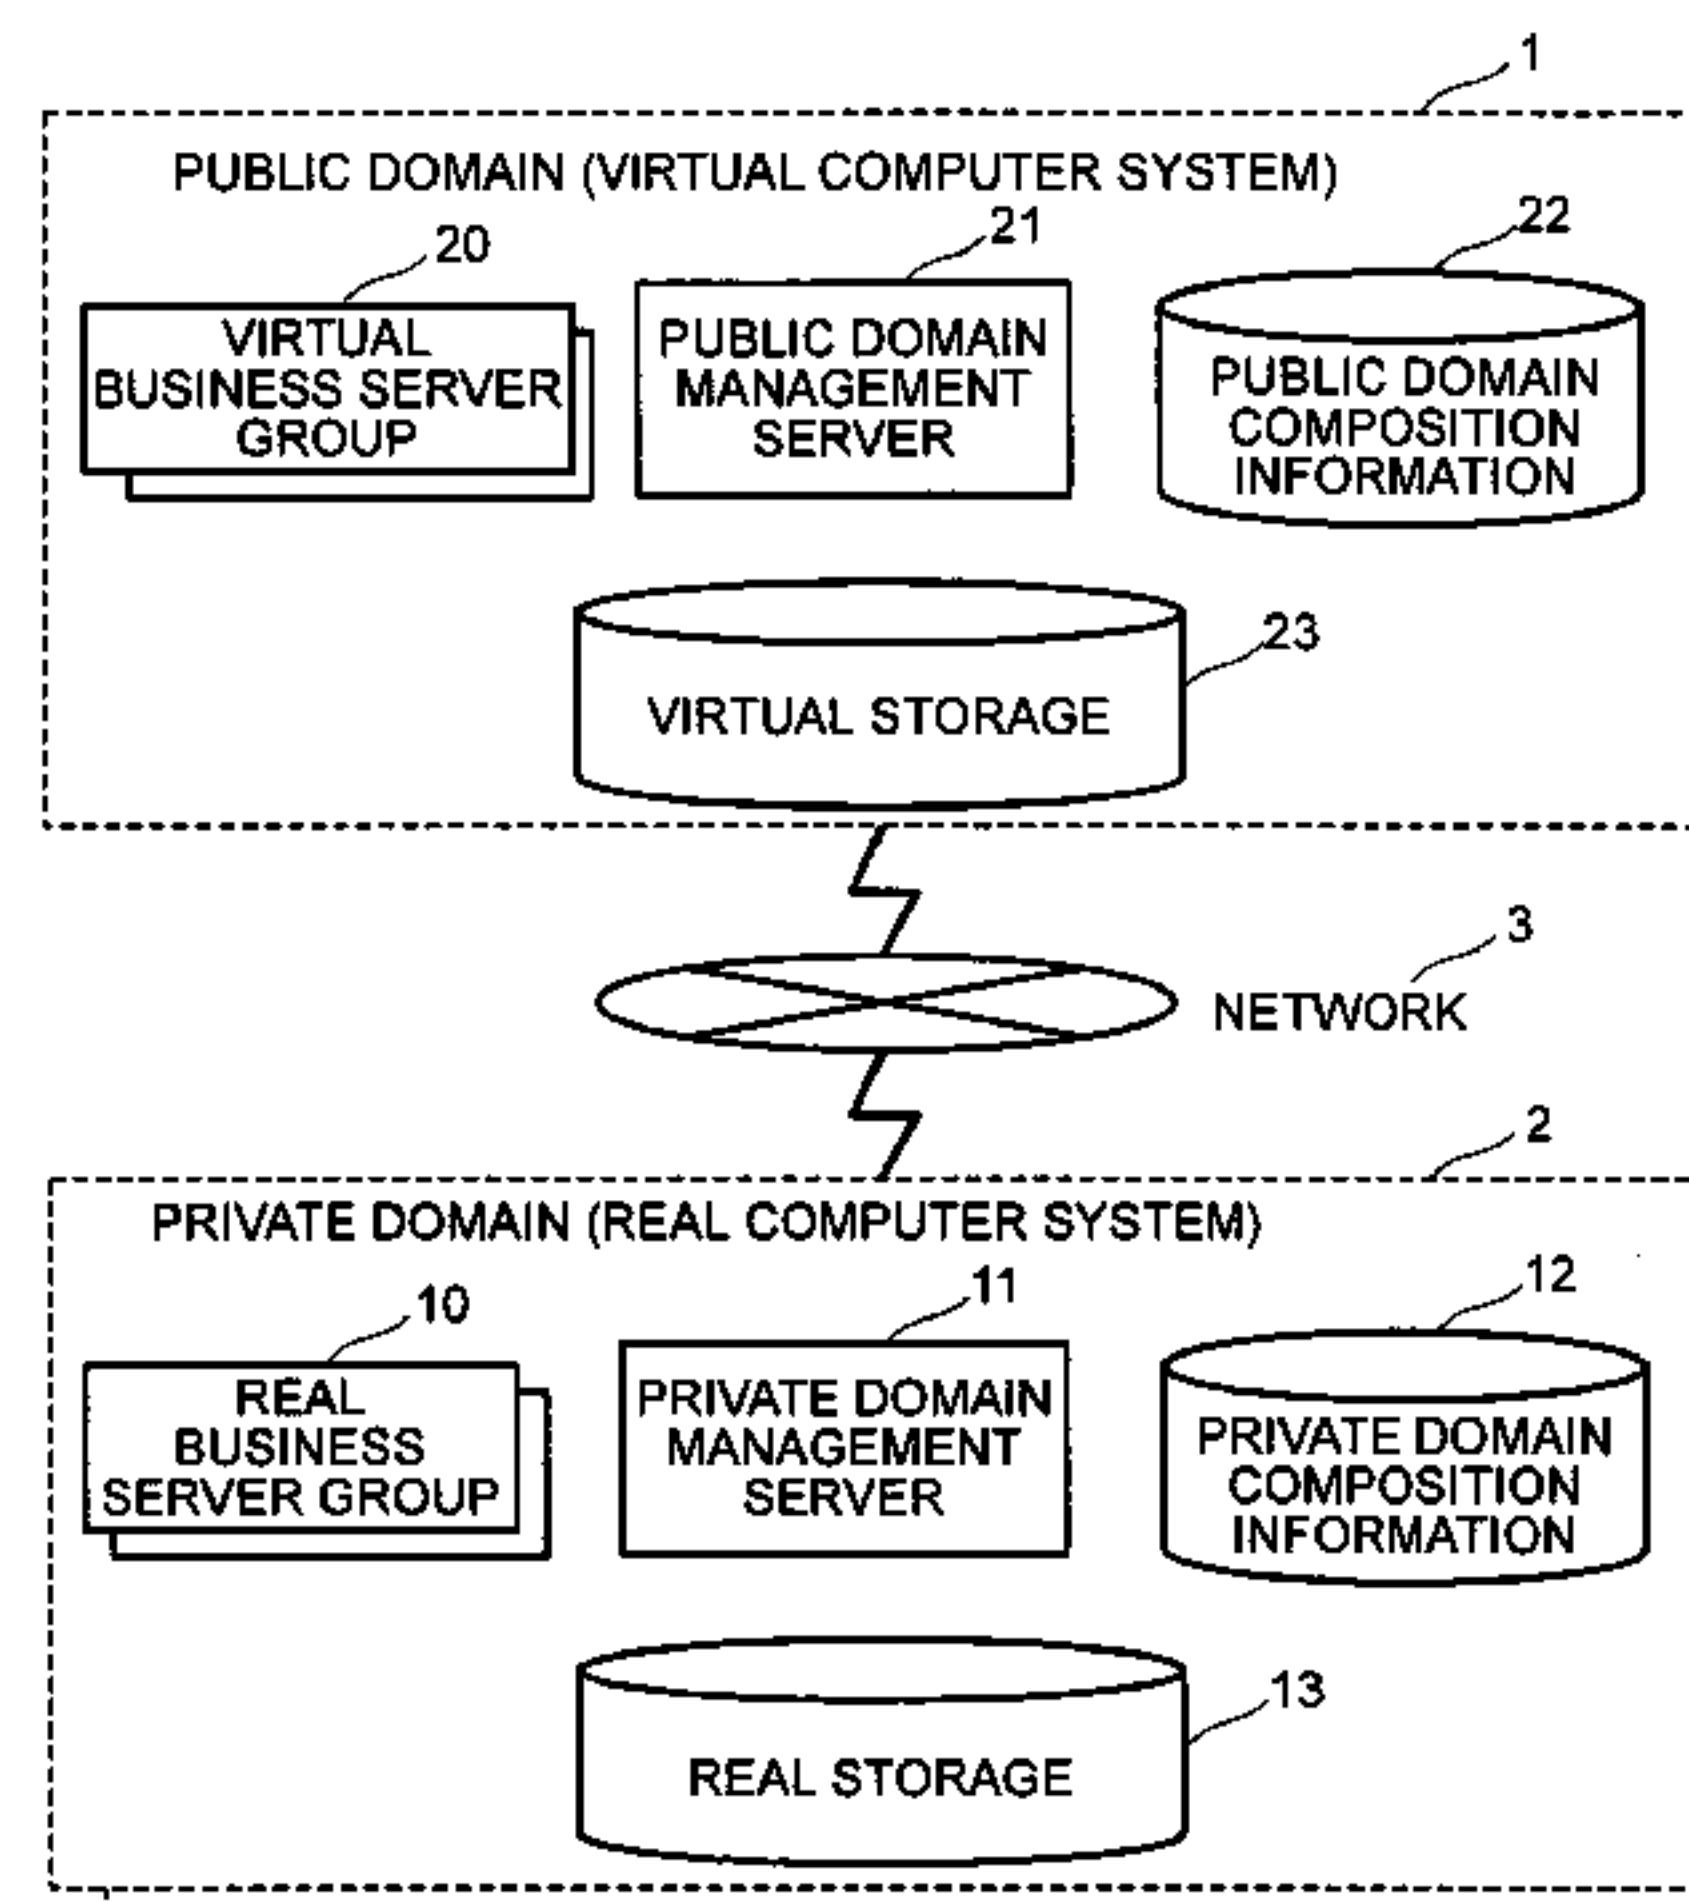 1
PUBLIC DOMAIN (VIRTUAL COMPUTER SYSTEM)
20
21
22
VIRTUAL
BUSINESS SERVER
GROUP
PUBLIC DOMAIN
MANAGEMENT
SERVER
PUBLIC DOMAIN
COMPOSITION
INFORMATION
23
VIRTUAL STORAGE
3
NETWORK
2
PRIVATE DOMAIN (REAL COMPUTER SYSTEM)
10
11
12
REAL
BUSINESS
SERVER GROUP
PRIVATE DOMAIN
MANAGEMENT
SERVER
PRIVATE DOMAIN
COMPOSITION
INFORMATION
13
REAL STORAGE